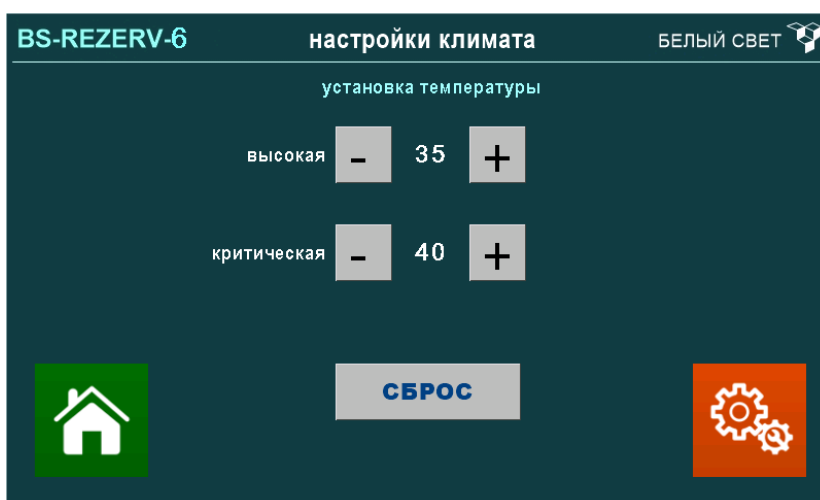 BS-REZERV-6 настройки климата БЕЛЫЙ СВЕТ
установка температуры
высокая - 35 +
критическая - 40 +
СБРОС